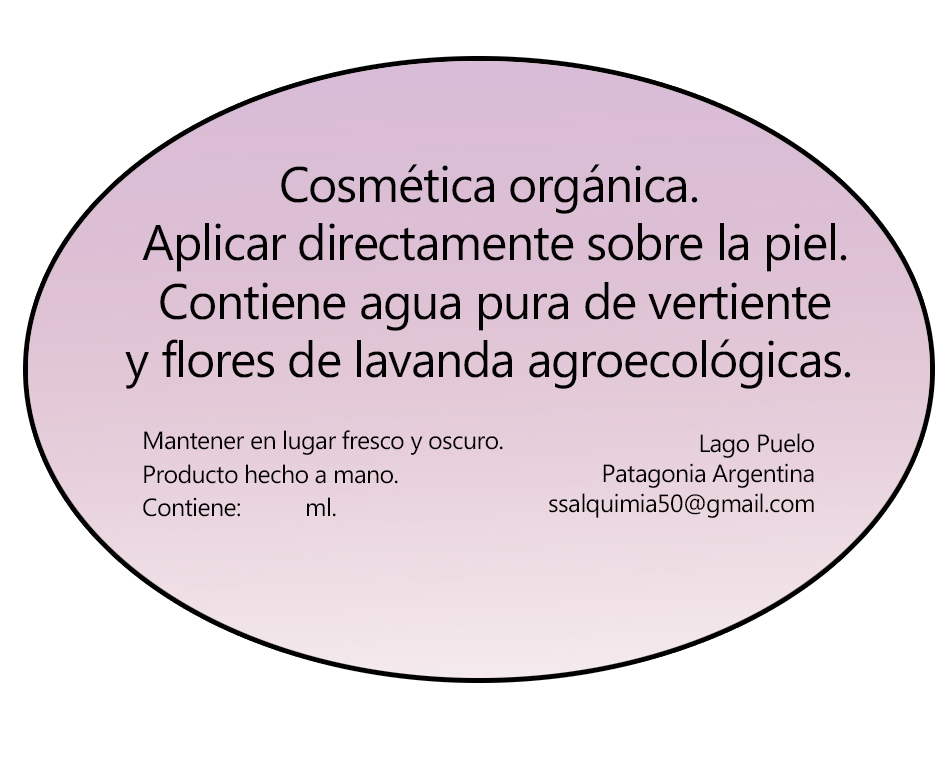 Cosmética orgánica.
Aplicar directamente sobre la piel.
Contiene agua pura de vertiente
y flores de lavanda agroecológicas.
Mantener en lugar fresco y oscuro.
Producto hecho a mano.
Contiene: ml.
Lago Puelo
Patagonia Argentina
ssalquimia50@gmail.com